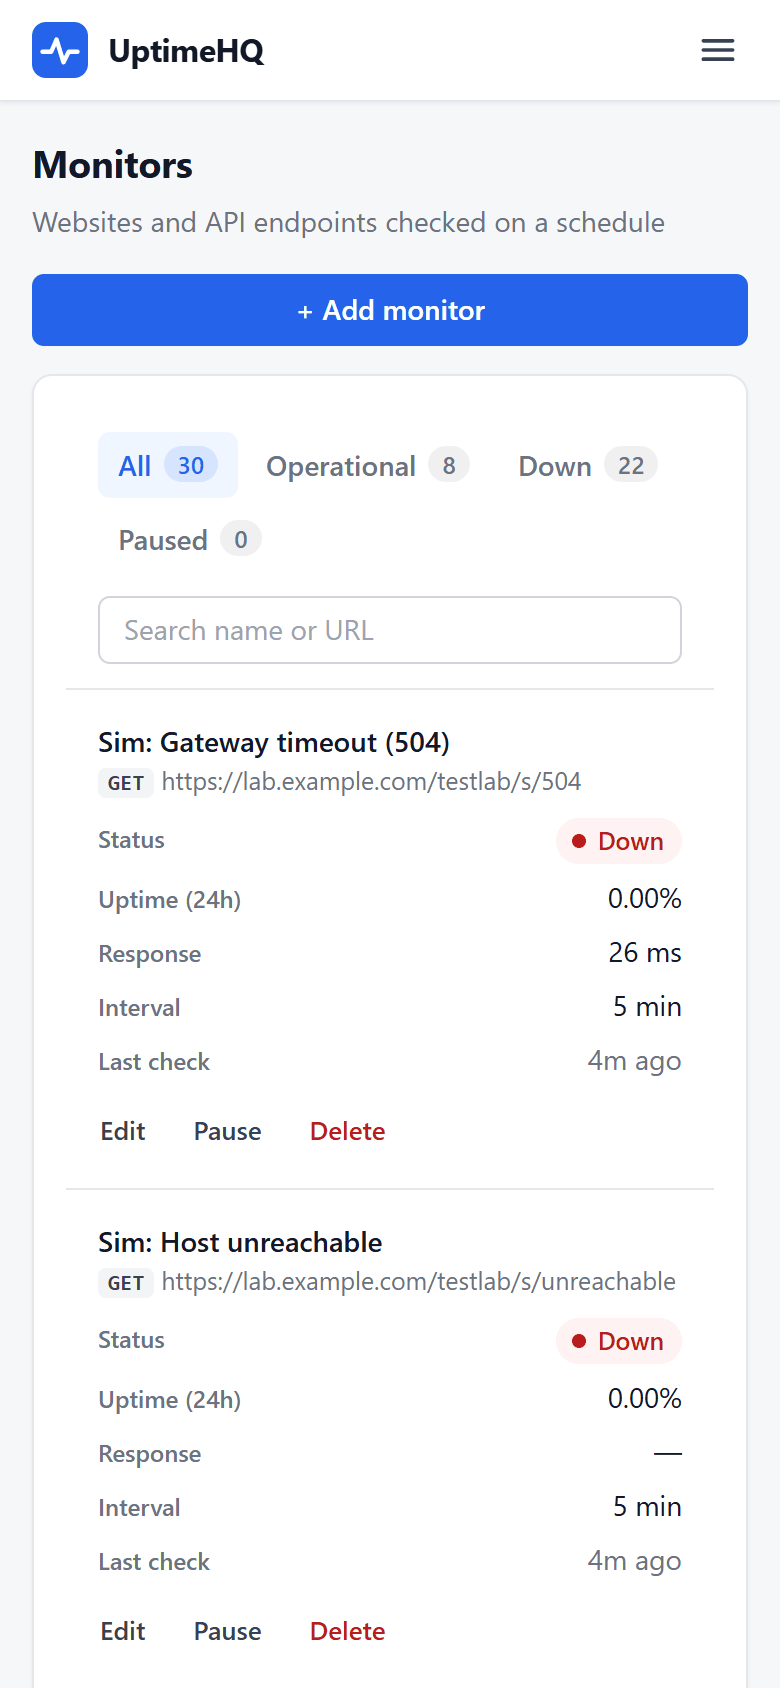 UptimeHQ
Monitors
Websites and API endpoints checked on a schedule
+ Add monitor
All 30 Operational 8 Down 22
Paused 0
Search name or URL
Sim: Gateway timeout (504)
GET https://lab.example.com/testlab/s/504
Status Down
Uptime (24h) 0.00%
Response 26 ms
Interval 5 min
Last check 4m ago
Edit Pause Delete
Sim: Host unreachable
GET https://lab.example.com/testlab/s/unreachable
Status Down
Uptime (24h) 0.00%
Response —
Interval 5 min
Last check 4m ago
Edit Pause Delete